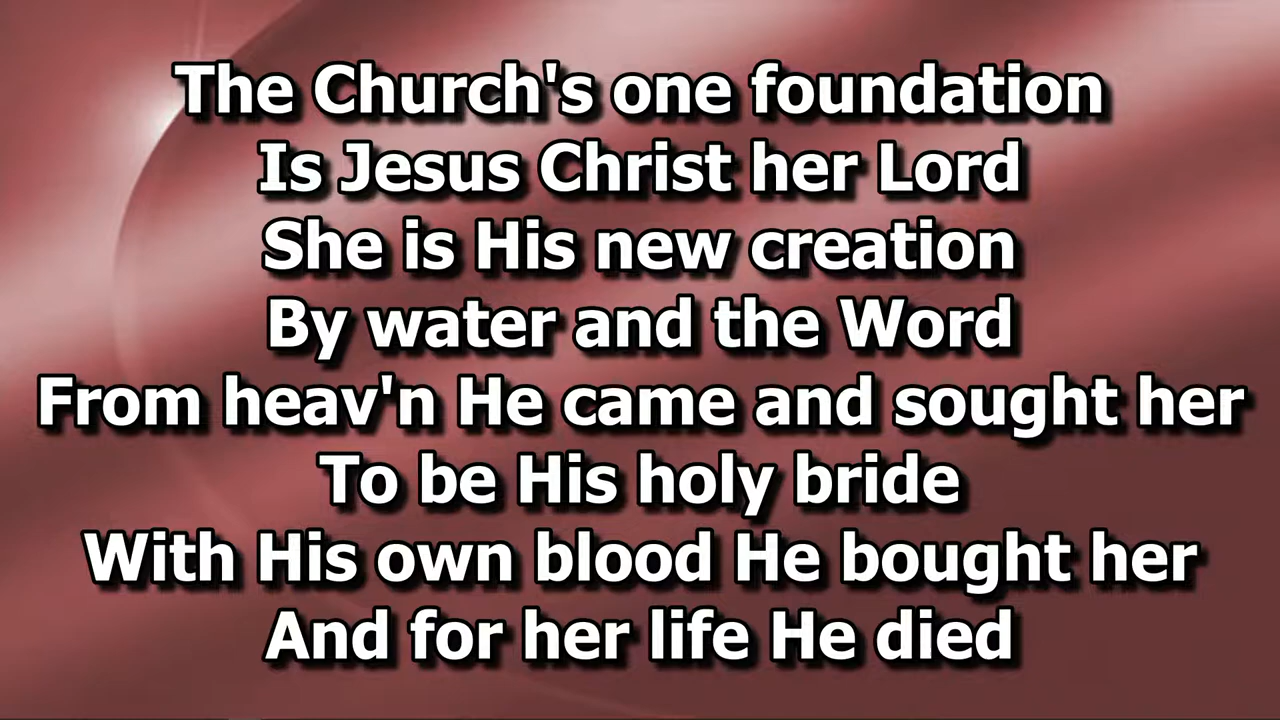 The Church's one foundation
Is Jesus Christ her Lord
She is His new creation
By water and the Word
From heav'n He came and sought her
To be His holy bride
With His own blood He bought her
And for her life He died